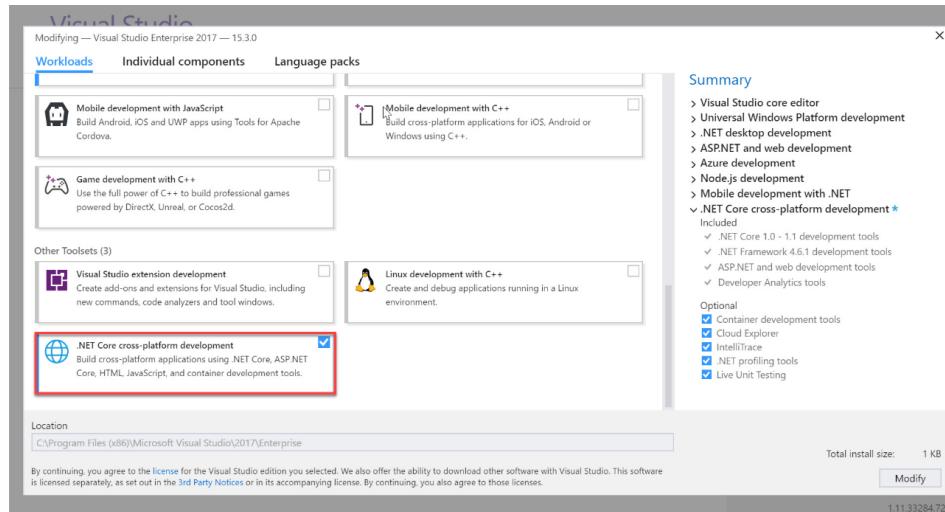 Visual Studio
Modifying — Visual Studio Enterprise 2017 — 15.3.0
Workloads
Individual components
Language packs
Mobile development with JavaScript
Build Android, iOS and UWP apps using Tools for Apache
Cordova.
Mobile development with C++
Build cross-platform applications for iOS, Android or
Windows using C++.
Game development with C++
Use the full power of C++ to build professional games
powered by DirectX, Unreal, or Cocos2d.
Other Toolsets (3)
Visual Studio extension development
Create add-ons and extensions for Visual Studio, including
new commands, code analyzers and tool windows.
Linux development with C++
Create and debug applications running in a Linux
environment.
.NET Core cross-platform development
Build cross-platform applications using .NET Core, ASP.NET
Core, HTML, JavaScript, and container development tools.
Summary
Visual Studio core editor
Universal Windows Platform development
.NET desktop development
ASP.NET and web development
Azure development
Node.js development
Mobile development with .NET
.NET Core cross-platform development *
Included
.NET Core 1.0 - 1.1 development tools
.NET Framework 4.6.1 development tools
ASP.NET and web development tools
Developer Analytics tools
Optional
Container development tools
Cloud Explorer
IntelliTrace
.NET profiling tools
Live Unit Testing
Location
C:\Program Files (x86)\Microsoft Visual Studio\2017\Enterprise
By continuing, you agree to the license for the Visual Studio edition you selected. We also offer the ability to download other software with Visual Studio. This software
is licensed separately, as set out in the 3rd Party Notices or in its accompanying license. By continuing, you also agree to those licenses.
Total install size: 1 KB
Modify
1.11.33284.72